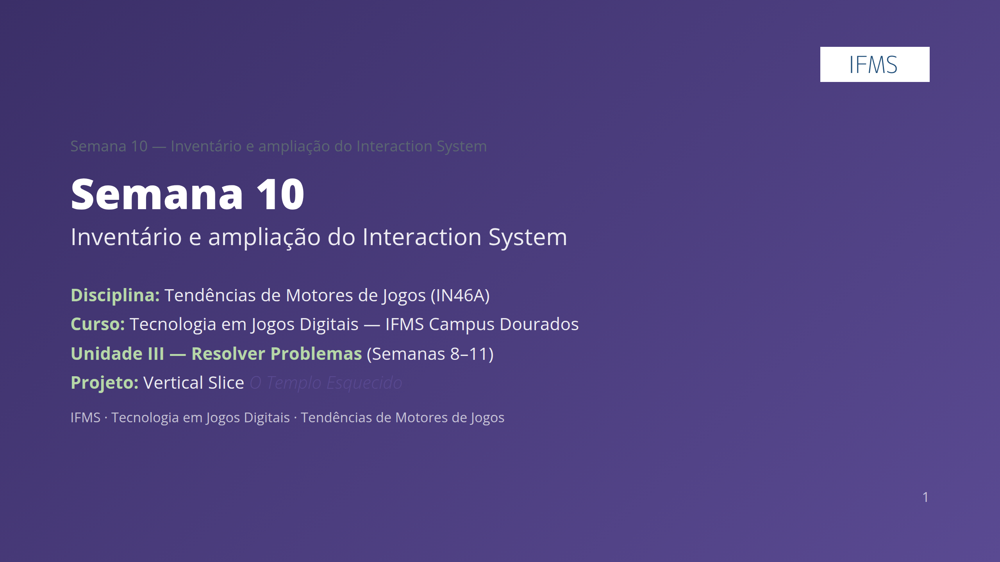 IFMS
Semana 10 — Inventário e ampliação do Interaction System
Semana 10
Inventário e ampliação do Interaction System
Disciplina: Tendências de Motores de Jogos (IN46A)
Curso: Tecnologia em Jogos Digitais — IFMS Campus Dourados
Unidade III — Resolver Problemas (Semanas 8–11)
Projeto: Vertical Slice O Templo Esquecido
IFMS · Tecnologia em Jogos Digitais · Tendências de Motores de Jogos
1